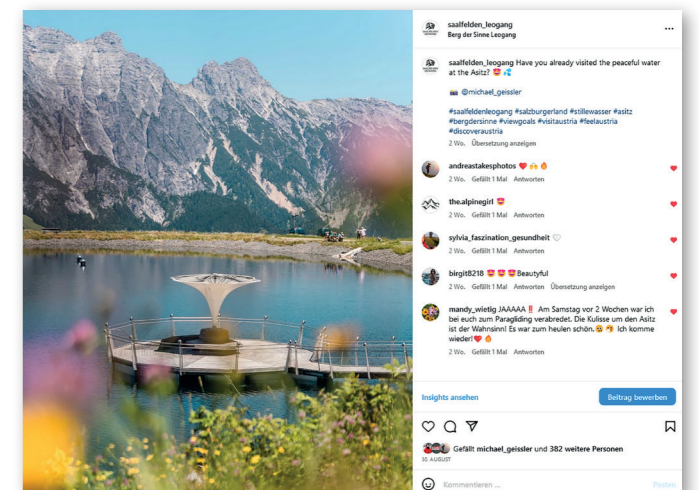 saalfelden_leogang
Berg der Sinne Leogang
saalfelden_leogang Have you already visited the peaceful water
at the Asitz? 😍 💦
📷 @michael_geissler
#saalfeldenleogang #salzburgerland #stillewasser #asitz
#bergdersinne #viewgoals #visitaustria #feelaustria
#discoveraustria
2 Wo. Übersetzung anzeigen
andreastakesphotos ❤️ 🙌 🔥
2 Wo. Gefällt 1 Mal Antworten
the.alpinegirl 😍
2 Wo. Gefällt 1 Mal Antworten
sylvia_faszination_gesundheit ♡
2 Wo. Gefällt 1 Mal Antworten
birgit8218 😍 😍 😍 Beautyful
2 Wo. Gefällt 1 Mal Antworten Übersetzung anzeigen
mandy_wietig JAAAAA‼️ Am Samstag vor 2 Wochen war ich
bei euch zum Paragliding verabredet. Die Kulisse um den Asitz
ist der Wahnsinn! Es war zum heulen schön. Ich komme
wieder!❤️ 🔥
2 Wo. Gefällt 1 Mal Antworten
Insights ansehen
Beitrag bewerben
Gefällt michael_geissler und 382 weitere Personen
30. AUGUST
Kommentieren ...
Posten